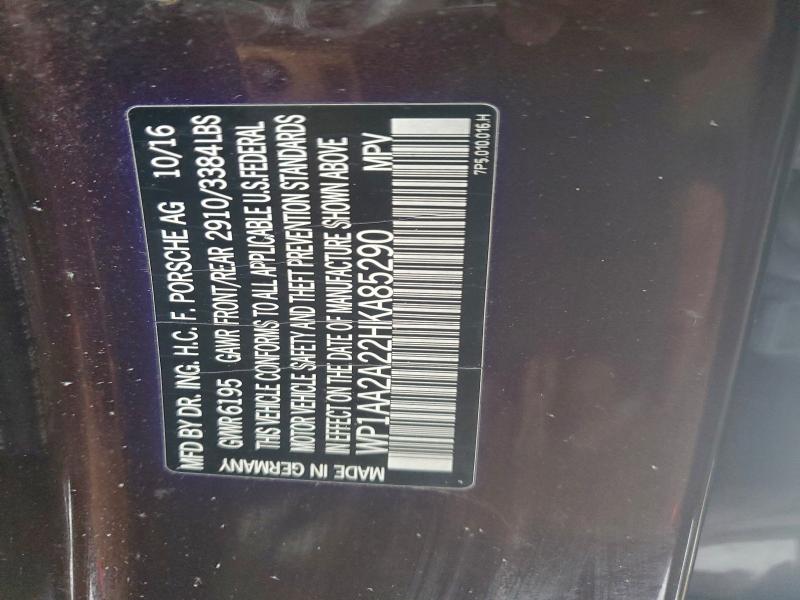 MFD BY DR. ING. H.C. F. PORSCHE AG 10/16
GVWR 6195 GAWR FRONT/REAR 2910/3384 LBS
THIS VEHICLE CONFORMS TO ALL APPLICABLE U.S. FEDERAL
MOTOR VEHICLE SAFETY AND THEFT PREVENTION STANDARDS
IN EFFECT ON THE DATE OF MANUFACTURE SHOWN ABOVE
WP1AA2A22HKA85290 MPV
MADE IN GERMANY
7P5.010.016.H